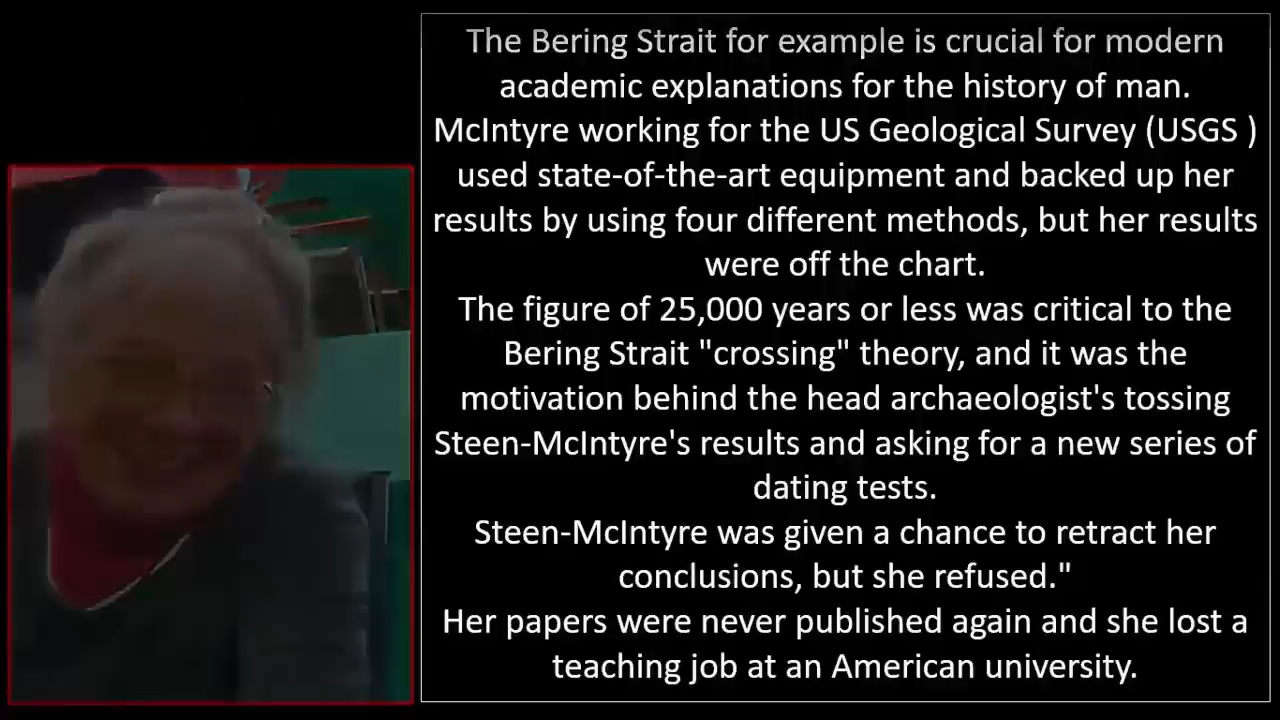 The Bering Strait for example is crucial for modern
academic explanations for the history of man.
McIntyre working for the US Geological Survey (USGS )
used state-of-the-art equipment and backed up her
results by using four different methods, but her results
were off the chart.
The figure of 25,000 years or less was critical to the
Bering Strait "crossing" theory, and it was the
motivation behind the head archaeologist's tossing
Steen-McIntyre's results and asking for a new series of
dating tests.
Steen-McIntyre was given a chance to retract her
conclusions, but she refused."
Her papers were never published again and she lost a
teaching job at an American university.